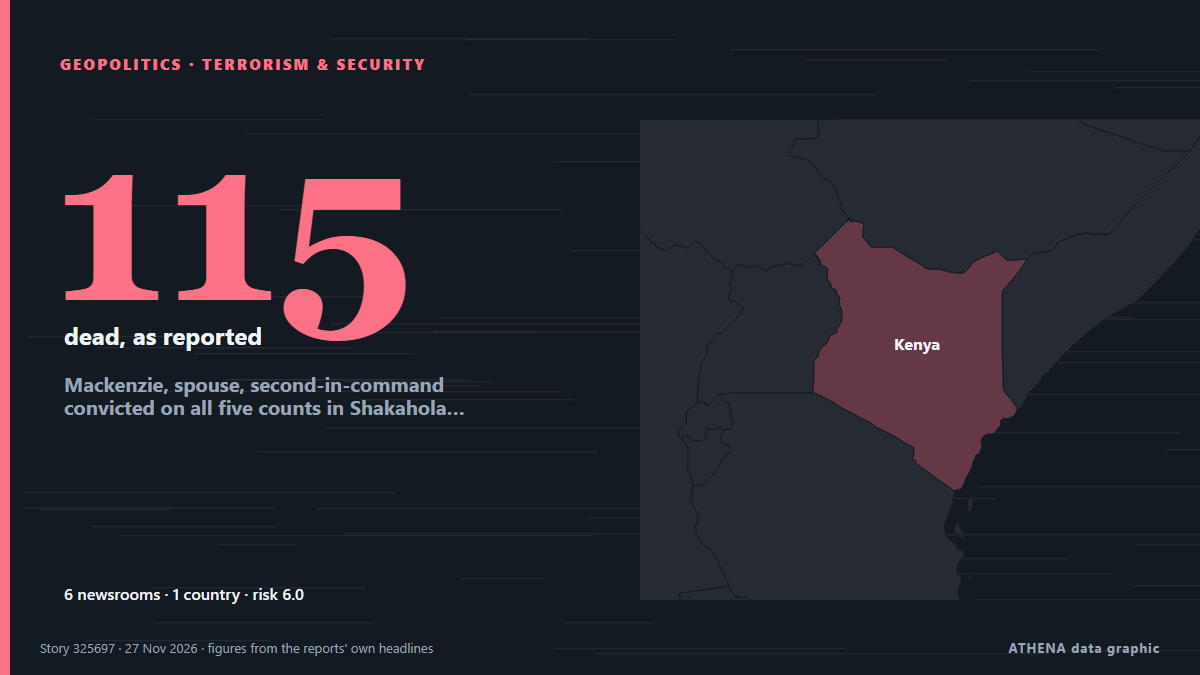 GEOPOLITICS · TERRORISM & SECURITY
115
dead, as reported
Mackenzie, spouse, second-in-command
convicted on all five counts in Shakahola…
Kenya
6 newsrooms · 1 country · risk 6.0
Story 325697 · 27 Nov 2026 · figures from the reports' own headlines
ATHENA data graphic